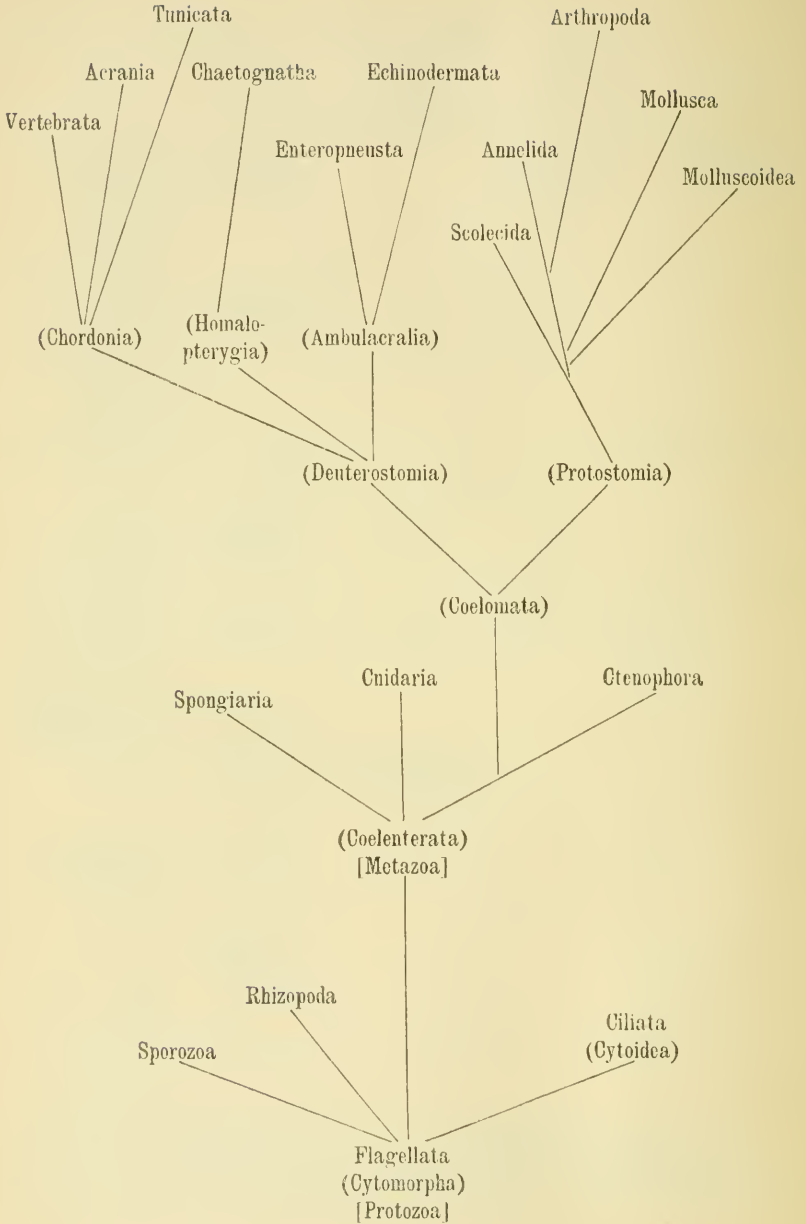 Tunicata
Arthropoda
Acrania
Chaetognatha
Echinodermata
Mollusca
Vertebrata
Enteropneusta
Annelida
Molluscoidea
Scolecida
(Chordonia)
(Homalo-
pterygia)
(Ambulacralia)
(Deuterostomia)
(Protostomia)
(Coelomata)
Cnidaria
Ctenophora
Spongiaria
(Coelenterata)
[Metazoa]
Rhizopoda
Ciliata
(Cytoidea)
Sporozoa
Flagellata
(Cytomorpha)
[Protozoa]